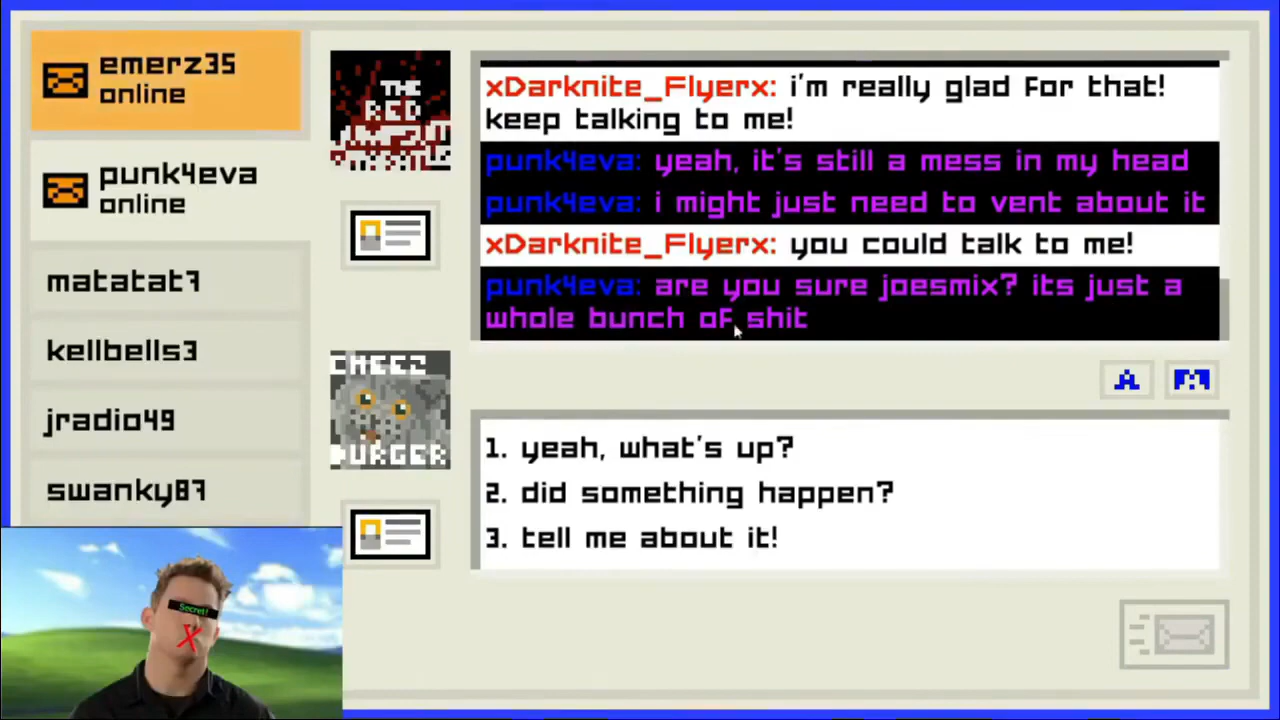 emerz35
online
punk4eva
online
matatat7
kellbells3
jradio49
swanky87
THE
RED
xDarknite_Flyerx: i'm really glad for that!
keep talking to me!
punk4eva: yeah, it's still a mess in my head
punk4eva: i might just need to vent about it
xDarknite_Flyerx: you could talk to me!
punk4eva: are you sure joesmix? its just a
whole bunch of shit
A
CHEEZ
BURGER
1. yeah, what's up?
2. did something happen?
3. tell me about it!
Secret!
X